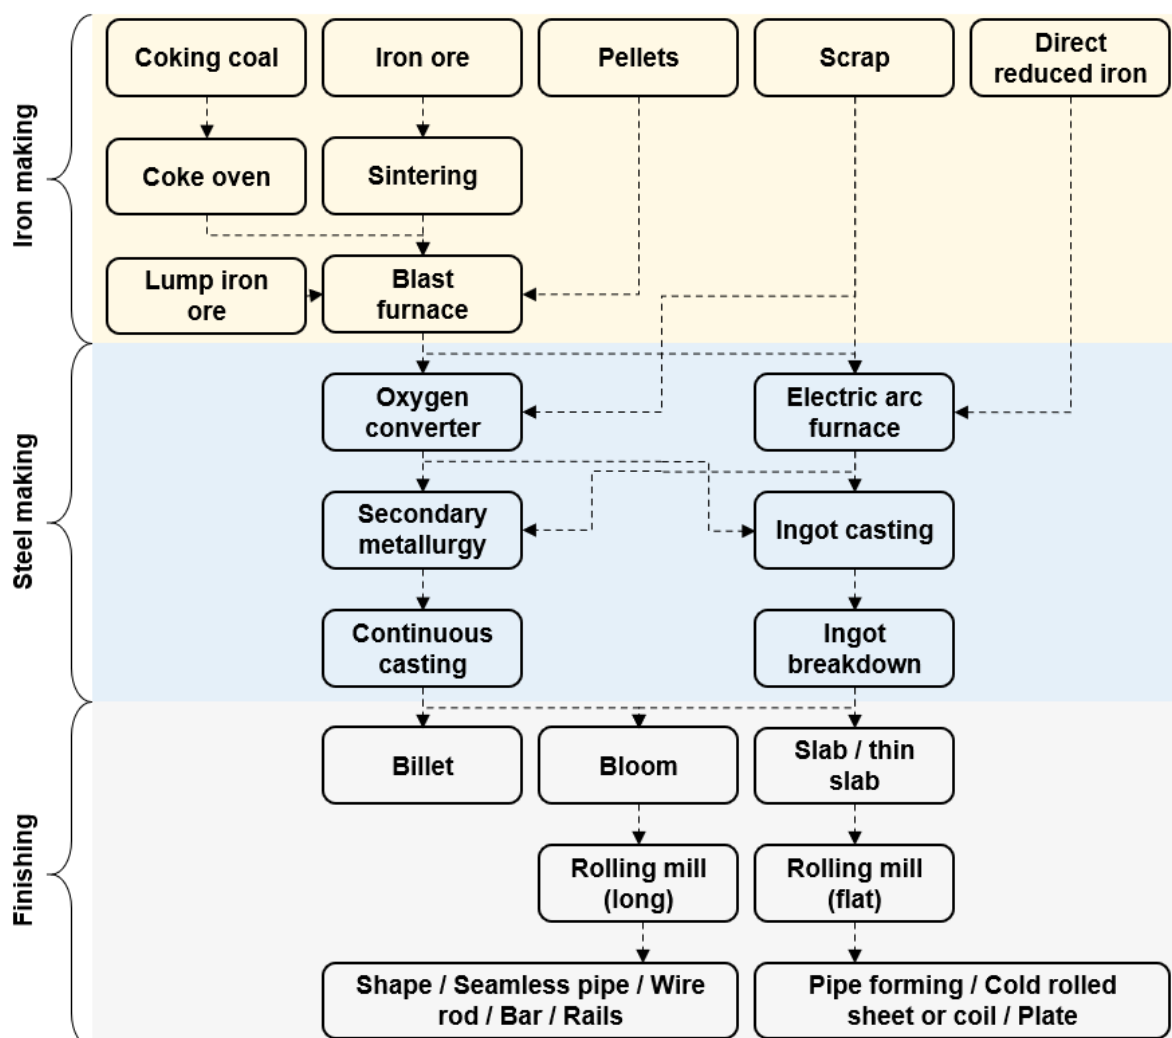 Coking coal
Iron ore
Pellets
Scrap
Direct
reduced iron
Iron making
Coke oven
Sintering
Lump iron
ore
Blast
furnace
Steel making
Oxygen
converter
Electric arc
furnace
Secondary
metallurgy
Ingot casting
Continuous
casting
Ingot
breakdown
Finishing
Billet
Bloom
Slab / thin
slab
Rolling mill
(long)
Rolling mill
(flat)
Shape / Seamless pipe / Wire
rod / Bar / Rails
Pipe forming / Cold rolled
sheet or coil / Plate